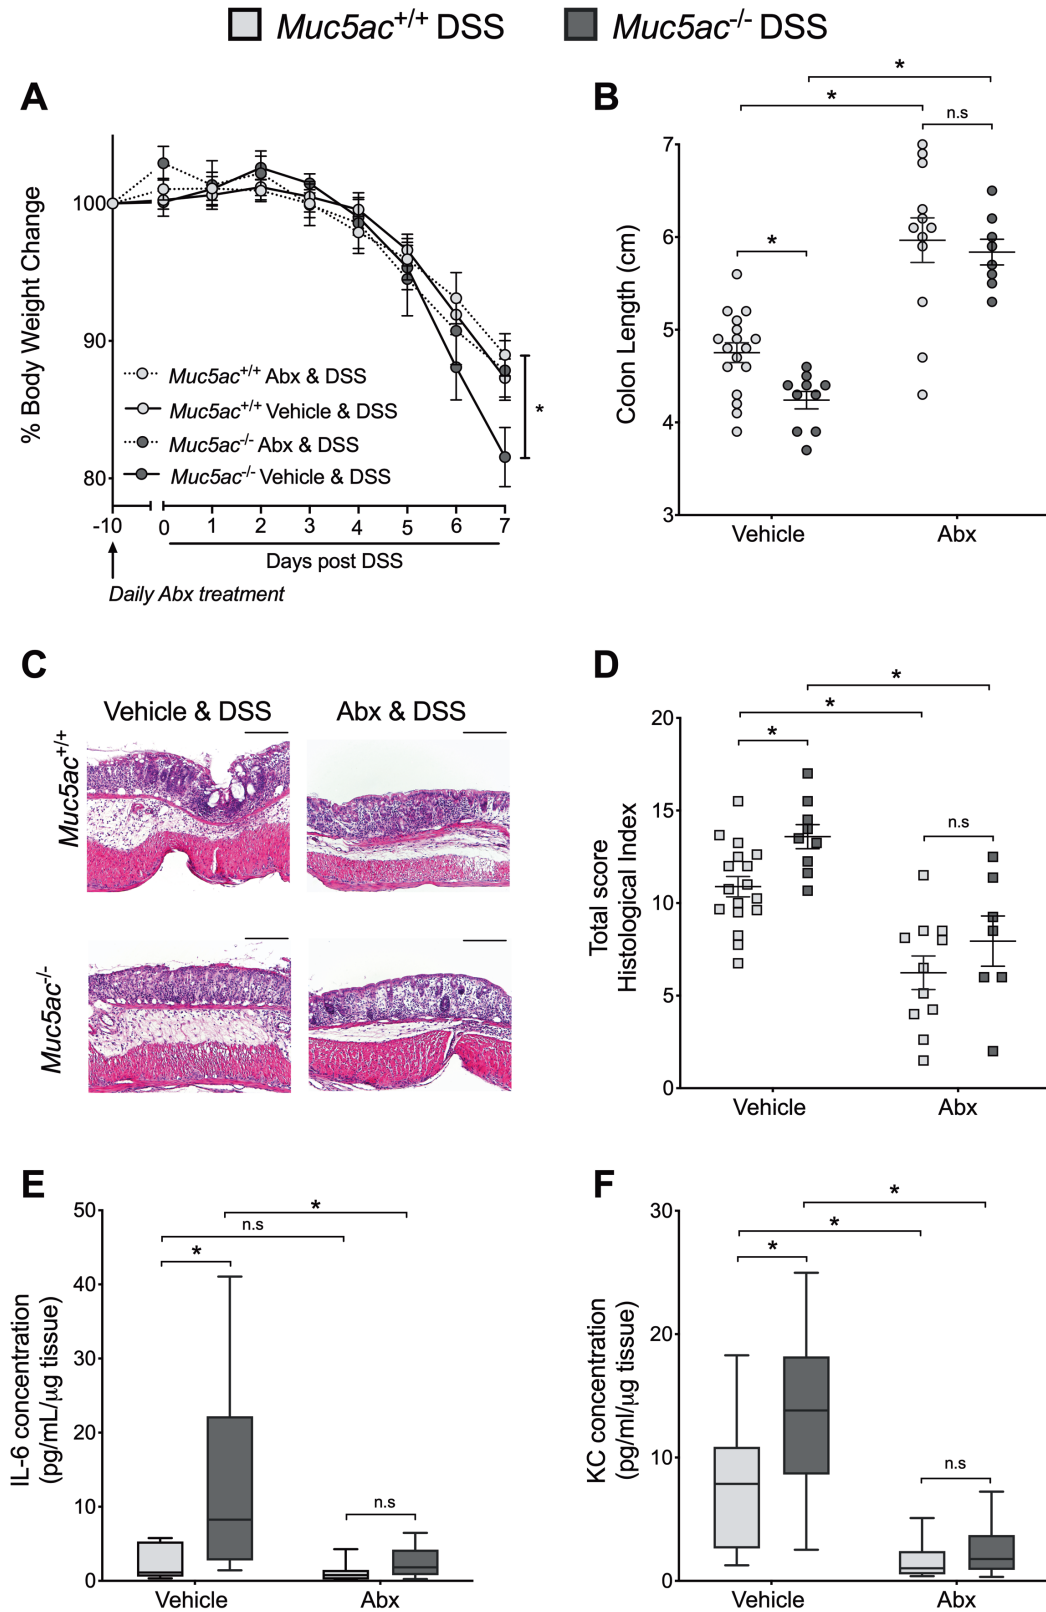 Muc5ac+/+ DSS Muc5ac-/- DSS
A
% Body Weight Change
100
90
80
Muc5ac+/+ Abx & DSS
Muc5ac+/+ Vehicle & DSS
Muc5ac-/- Abx & DSS
Muc5ac-/- Vehicle & DSS
*
-10 0 1 2 3 4 5 6 7
Days post DSS
Daily Abx treatment
B
*
*
n.s
*
Colon Length (cm)
7
6
5
4
3
Vehicle Abx
C
Vehicle & DSS Abx & DSS
Muc5ac+/+
Muc5ac-/-
D
*
*
*
n.s
Total score
Histological Index
20
15
10
5
0
Vehicle Abx
E
*
n.s
*
n.s
IL-6 concentration
(pg/mL/μg tissue)
50
40
30
20
10
0
Vehicle Abx
F
*
*
*
n.s
KC concentration
(pg/ml/μg tissue)
30
20
10
0
Vehicle Abx